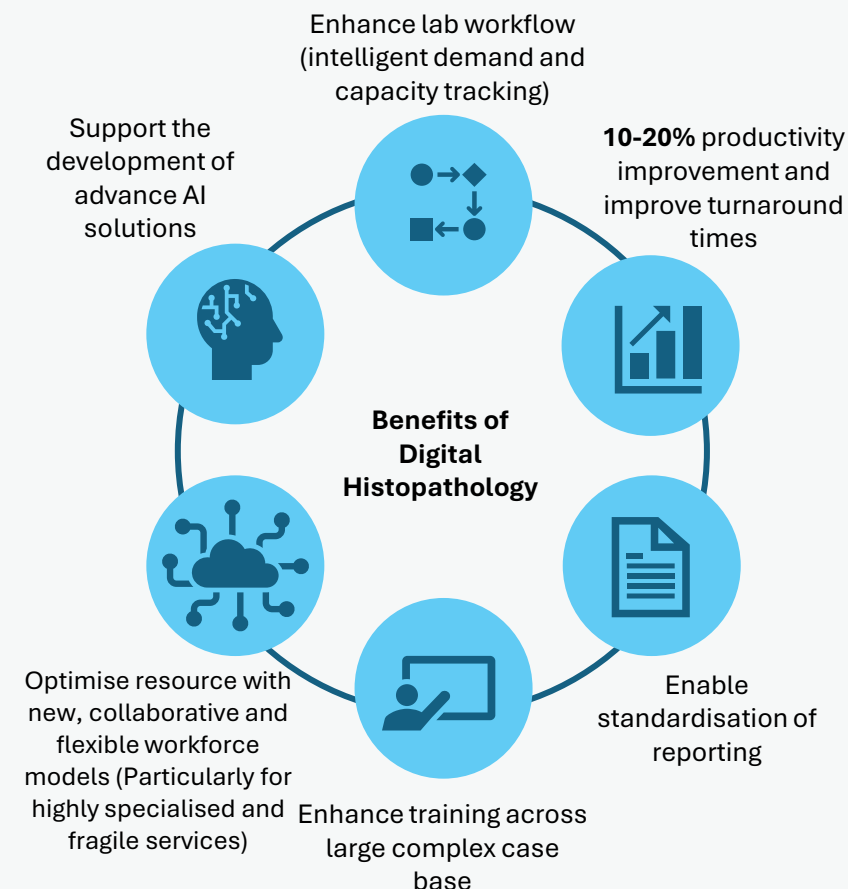 Enhance lab workflow
(intelligent demand and
capacity tracking)
10-20% productivity
improvement and
improve turnaround
times
Enable
standardisation of
reporting
Enhance training across
large complex case
base
Optimise resource with
new, collaborative and
flexible workforce
models (Particularly for
highly specialised and
fragile services)
Support the
development of
advance AI
solutions
Benefits of
Digital
Histopathology